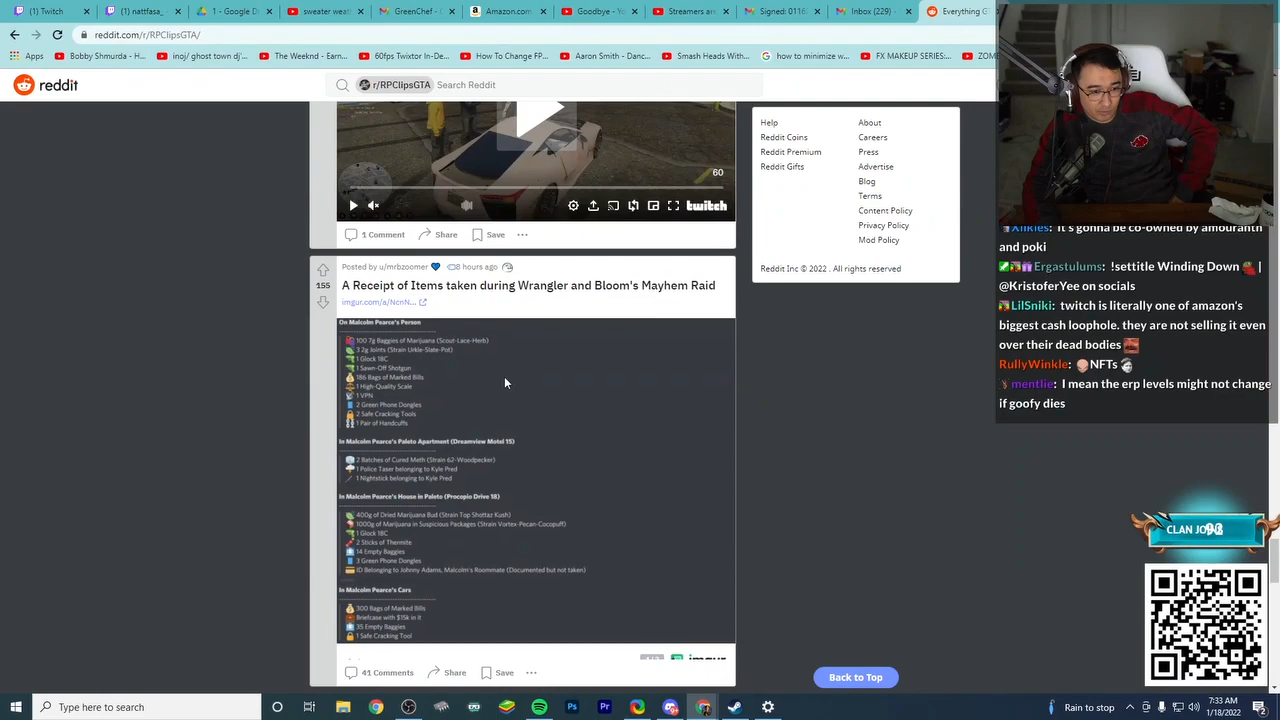 (1) Twitch
(2) nattfasa_
1 - Google D
sweater weat
GreenChef -
Amazon.com
Goodbye - Yo
Streamers are
Signed: 0116
Inbox (229)
Everything G
reddit.com/r/RPClipsGTA/
Apps
Bobby Shmurda - H...
inoj/ ghost town dj'...
The Weeknd - Earn...
60fps Twixtor In-De...
How To Change FP...
Aaron Smith - Danc...
Smash Heads With...
how to minimize w...
FX MAKEUP SERIES:...
ZOM
reddit
r/RPClipsGTA
Search Reddit
60
twitch
1 Comment
Share
Save
Posted by u/mrbzoomer
8 hours ago
155
A Receipt of Items taken during Wrangler and Bloom's Mayhem Raid
imgur.com/a/NcnN...
On Malcolm Pearce's Person
100 7g Baggies of Marijuana (Scout-Lace-Herb)
3 2g Joints (Strain Urkle-Slate-Pot)
1 Glock 18C
1 Sawn-Off Shotgun
186 Bags of Marked Bills
1 High-Quality Scale
1 VPN
2 Green Phone Dongles
2 Safe Cracking Tools
1 Pair of Handcuffs
In Malcolm Pearce's Paleto Apartment (Dreamview Motel 15)
2 Batches of Cured Meth (Strain 62-Woodpecker)
1 Police Taser belonging to Kyle Pred
1 Nightstick belonging to Kyle Pred
In Malcolm Pearce's House in Paleto (Procopio Drive 18)
400g of Dried Marijuana Bud (Strain Top Shottaz Kush)
1000g of Marijuana in Suspicious Packages (Strain Vortex-Pecan-Cocopuff)
1 Glock 18C
2 Sticks of Thermite
14 Empty Baggies
3 Green Phone Dongles
ID Belonging to Johnny Adams, Malcolm's Roommate (Documented but not taken)
In Malcolm Pearce's Cars
300 Bags of Marked Bills
Briefcase with $15k in it
35 Empty Baggies
1 Safe Cracking Tool
imgur
41 Comments
Share
Save
Help
About
Reddit Coins
Careers
Reddit Premium
Press
Reddit Gifts
Advertise
Blog
Terms
Content Policy
Privacy Policy
Mod Policy
Reddit Inc © 2022 . All rights reserved
Back to Top
Xiikies: It's gonna be co-owned by amouranth
and poki
Ergastulums: !settitle Winding Down |
@KristoferYee on socials
LilSniki: twitch is literally one of amazon's
biggest cash loophole. they are not selling it even
over their dead bodies
RullyWinkle: NFTs
mentlie: I mean the erp levels might not change
if goofy dies
CLAN JO
Type here to search
Rain to stop
7:33 AM
1/18/2022
2